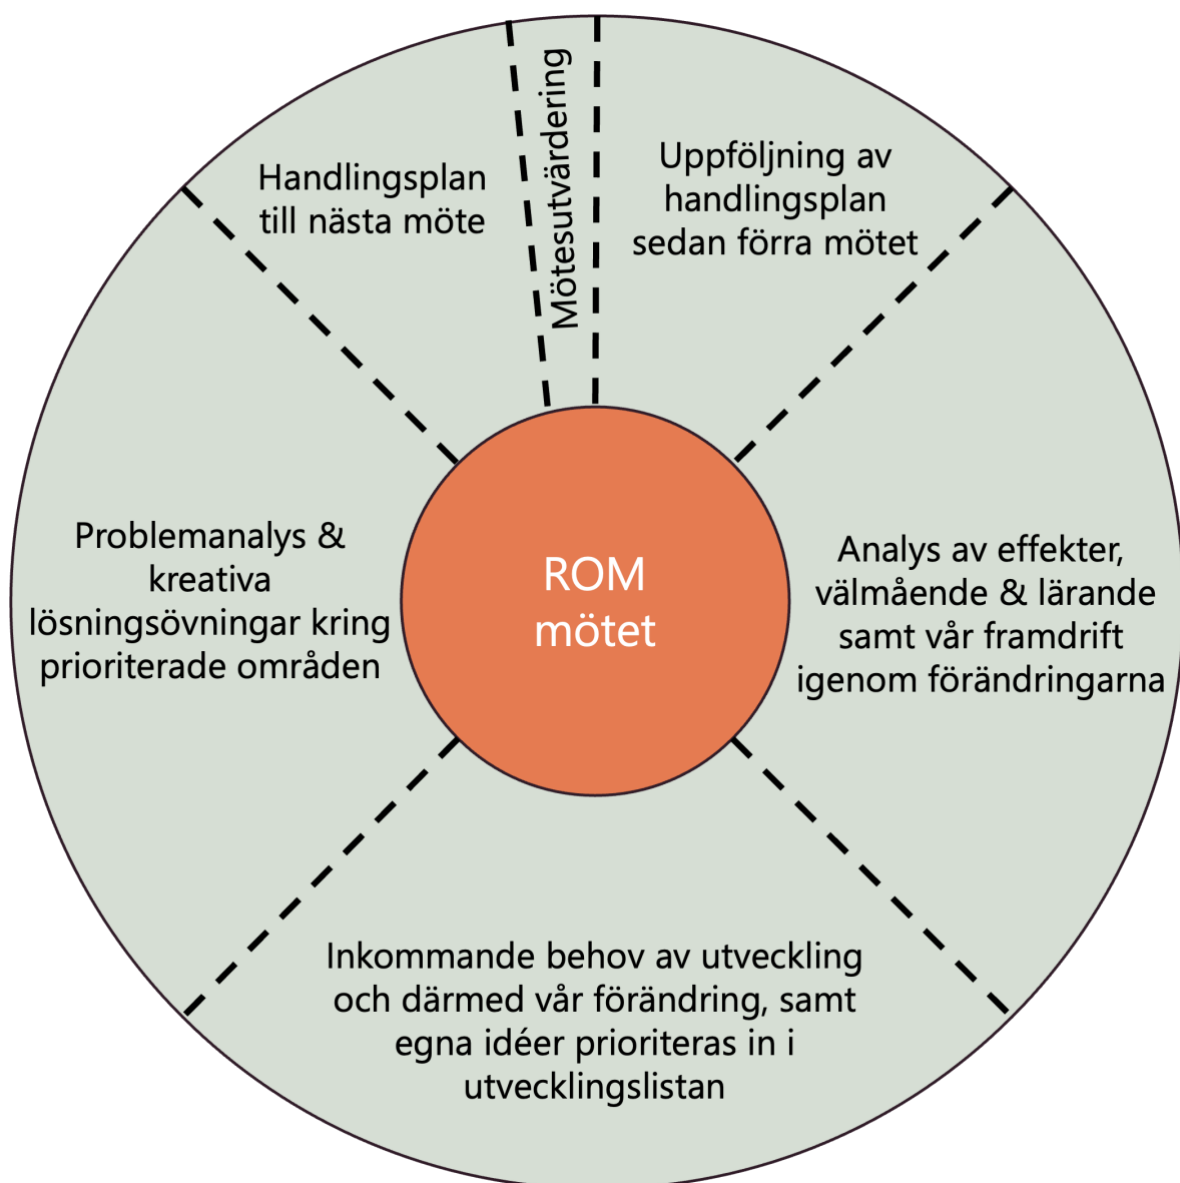 Mötesutvärdering
Uppföljning av
handlingsplan
sedan förra mötet
Handlingsplan
till nästa möte
Problemanalys &
kreativa
lösningsövningar kring
prioriterade områden
ROM
mötet
Analys av effekter,
välmående & lärande
samt vår framdrift
igenom förändringarna
Inkommande behov av utveckling
och därmed vår förändring, samt
egna idéer prioriteras in i
utvecklingslistan